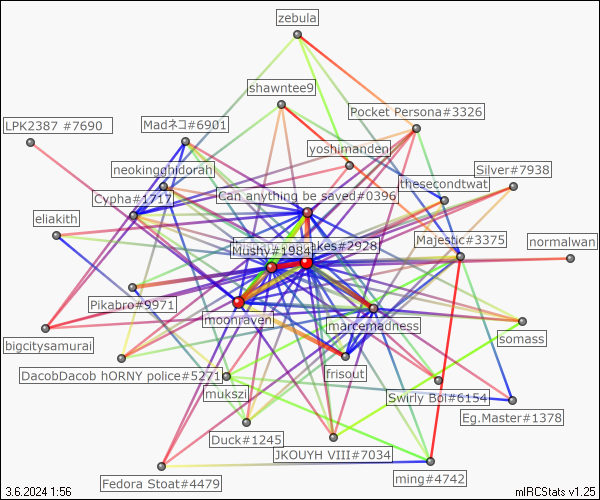 zebula
shawntee9
Pocket Persona#3326
LPK2387 #7690
Madネコ#6901
yoshimanden
neokingghidorah
Silver#7938
thesecondtwat
Cypha#1717
Can anything be saved#0396
eliakith
Majestic#3375
normalwan
Mushy#1984
akes#2928
Pikabro#9971
moonraven
marcemadness
bigcitysamurai
somass
DacobDacob hORNY police#5271
frisout
mukszi
Swirly Boi#6154
Eg.Master#1378
Duck#1245
JKOUYH VIII#7034
Fedora Stoat#4479
ming#4742
3.6.2024 1:56
mIRCStats v1.25